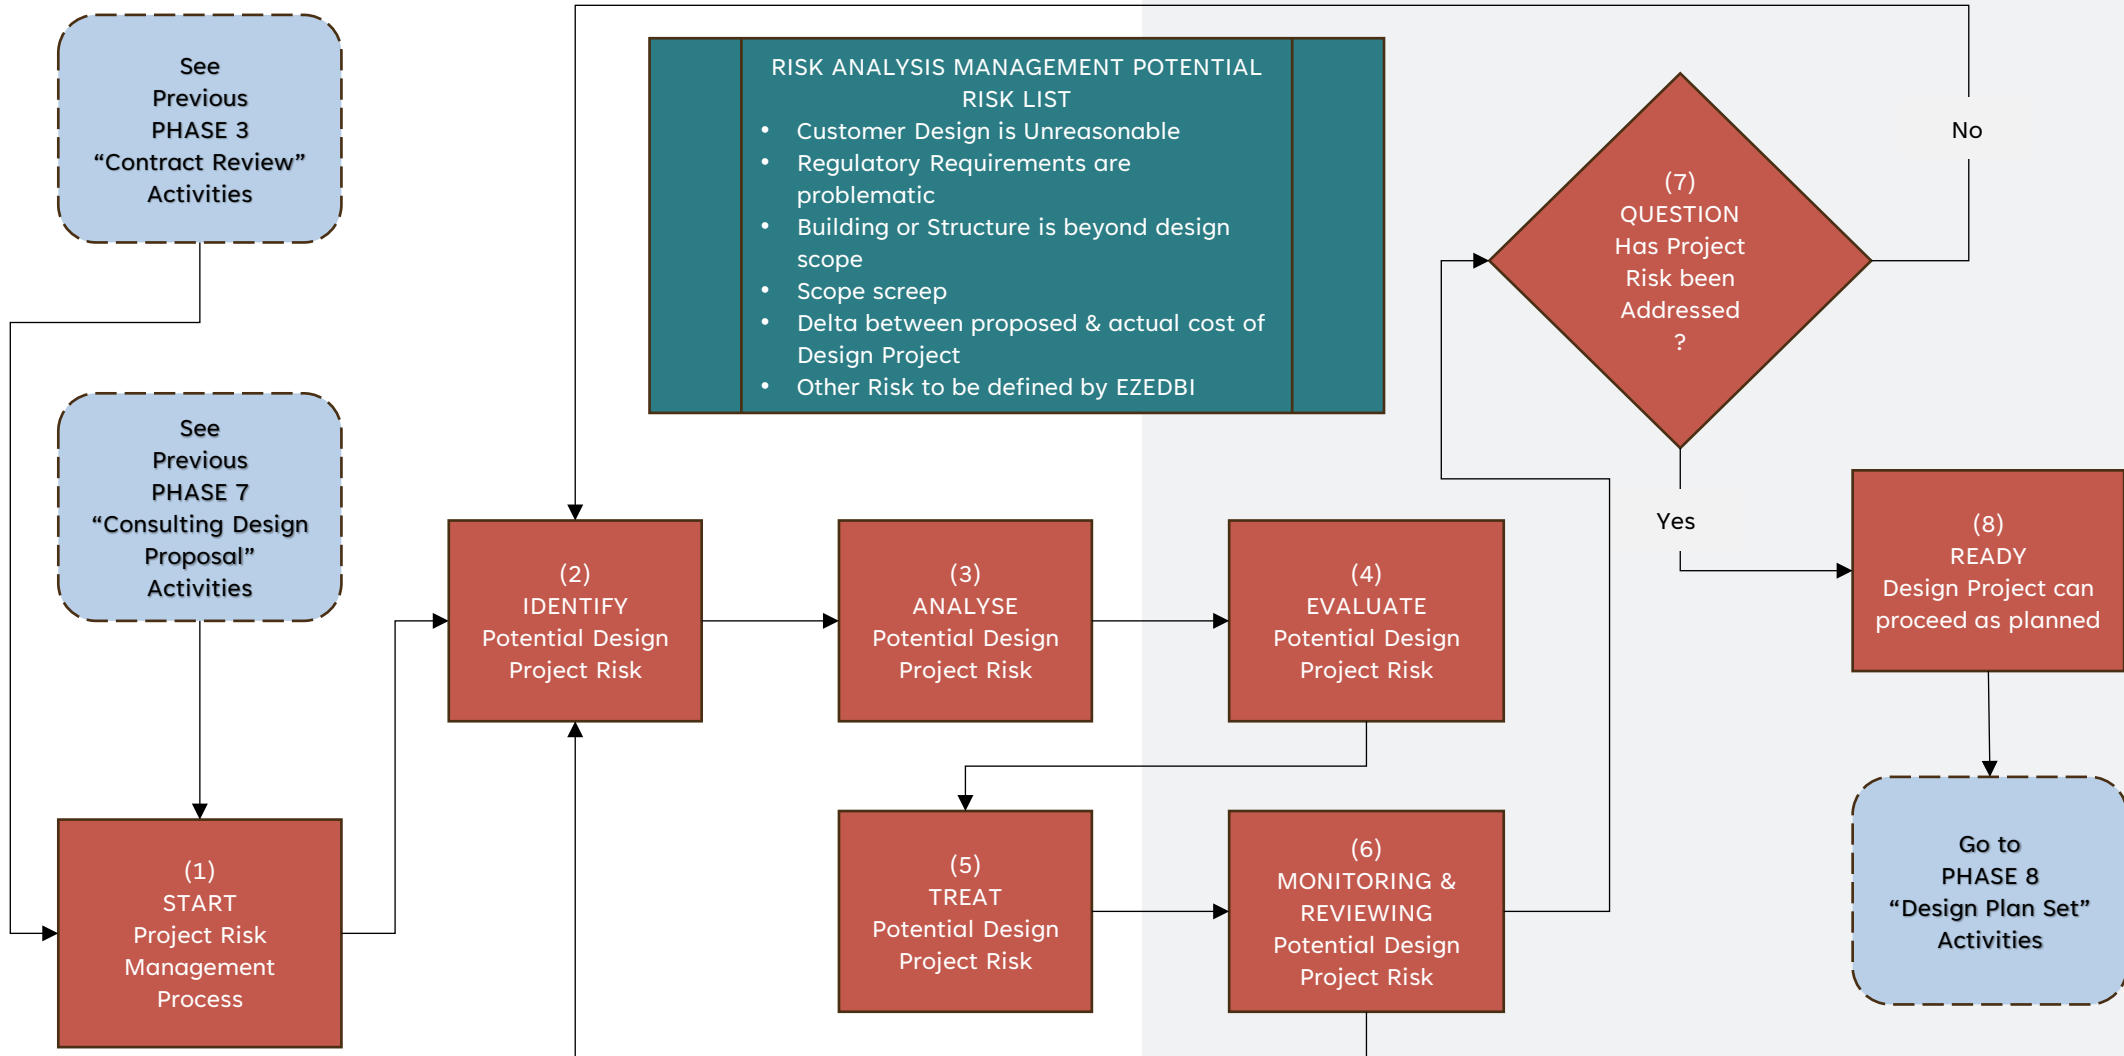 See
Previous
PHASE 3
“Contract Review”
Activities
RISK ANALYSIS MANAGEMENT POTENTIAL
RISK LIST
• Customer Design is Unreasonable
• Regulatory Requirements are
problematic
• Building or Structure is beyond design
scope
• Scope screep
• Delta between proposed & actual cost of
Design Project
• Other Risk to be defined by EZEDBI
(7)
QUESTION
Has Project
Risk been
Addressed
?
No
Yes
See
Previous
PHASE 7
“Consulting Design
Proposal”
Activities
(1)
START
Project Risk
Management
Process
(2)
IDENTIFY
Potential Design
Project Risk
(3)
ANALYSE
Potential Design
Project Risk
(4)
EVALUATE
Potential Design
Project Risk
(5)
TREAT
Potential Design
Project Risk
(6)
MONITORING &
REVIEWING
Potential Design
Project Risk
(8)
READY
Design Project can
proceed as planned
Go to
PHASE 8
“Design Plan Set”
Activities